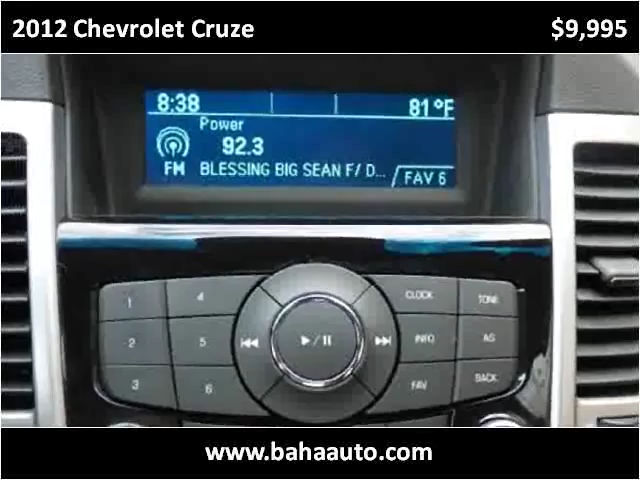 2012 Chevrolet Cruze $9,995
8:38 81°F
Power
92.3
FM BLESSING BIG SEAN F/ D... FAV 6
1 4 CLOCK TONE
2 5 INFO AS
3 6 FAV BACK
www.bahaauto.com